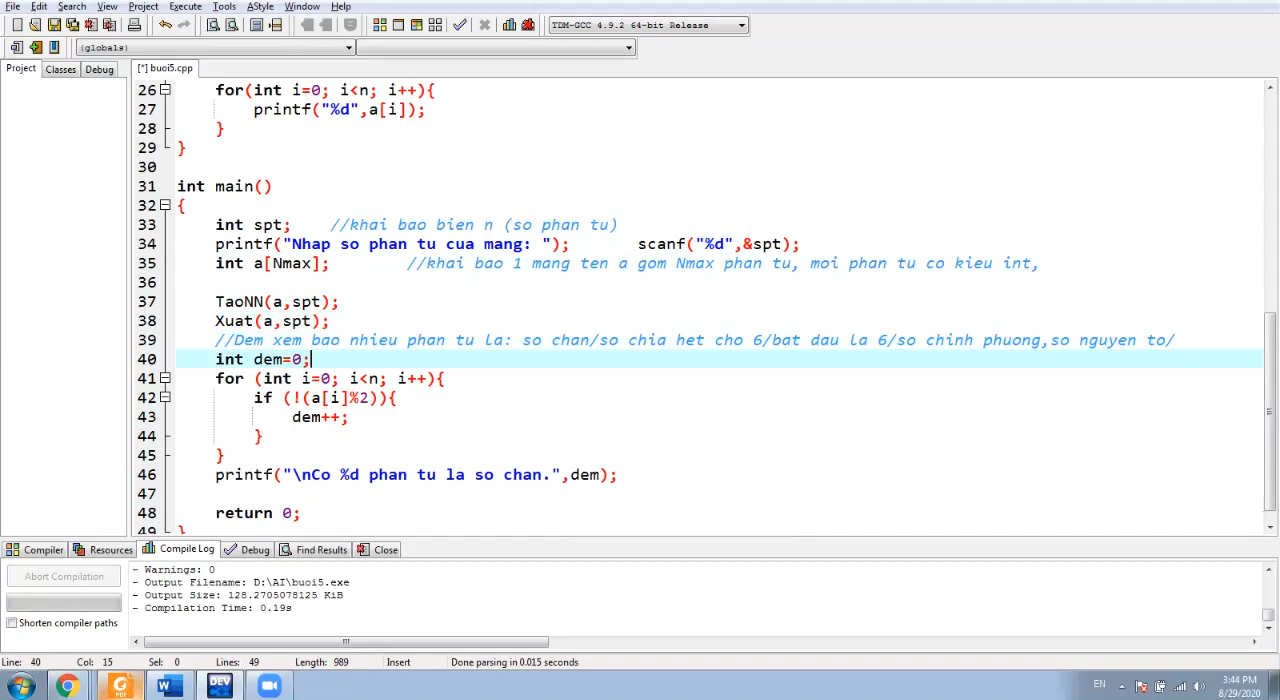 File Edit Search View Project Execute Tools AStyle Window Help
TDM-GCC 4.9.2 64-bit Release
(globals)
Project Classes Debug [*] buoi5.cpp
26 for(int i=0; i<n; i++){
27 printf("%d",a[i]);
28 }
29 }
30
31 int main()
32 {
33 int spt; //khai bao bien n (so phan tu)
34 printf("Nhap so phan tu cua mang: "); scanf("%d",&spt);
35 int a[Nmax]; //khai bao 1 mang ten a gom Nmax phan tu, moi phan tu co kieu int,
36
37 TaoNN(a,spt);
38 Xuat(a,spt);
39 //Dem xem bao nhieu phan tu la: so chan/so chia het cho 6/bat dau la 6/so chinh phuong,so nguyen to/
40 int dem=0;
41 for (int i=0; i<n; i++){
42 if (!(a[i]%2)){
43 dem++;
44 }
45 }
46 printf("\nCo %d phan tu la so chan.",dem);
47
48 return 0;
49 }
Compiler Resources Compile Log Debug Find Results Close
Abort Compilation
Shorten compiler paths
- Warnings: 0
- Output Filename: D:\AI\buoi5.exe
- Output Size: 128.2705078125 KiB
- Compilation Time: 0.19s
Line: 40 Col: 15 Sel: 0 Lines: 49 Length: 989 Insert Done parsing in 0.015 seconds
DEV
EN
3:44 PM
8/29/2020